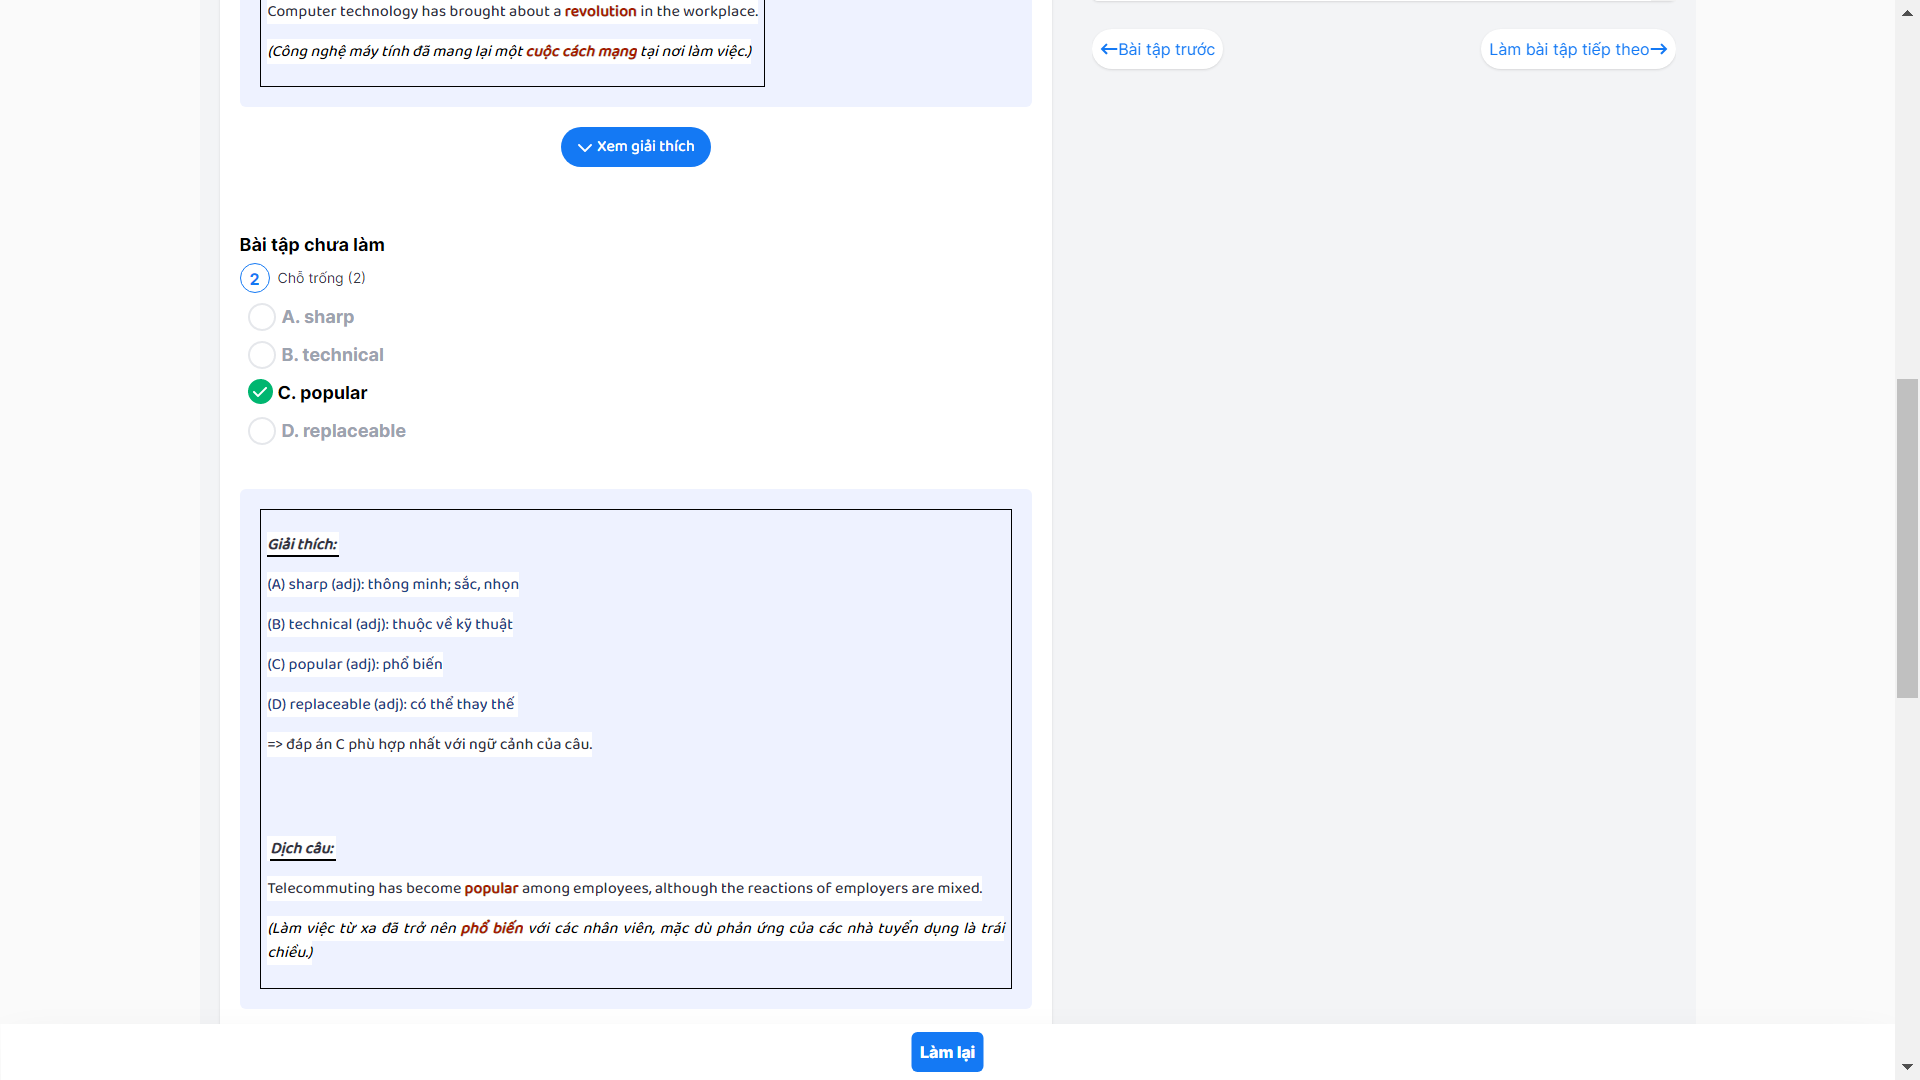 Computer technology has brought about a revolution in the workplace.
(Công nghệ máy tính đã mang lại một cuộc cách mạng tại nơi làm việc.)
Xem giải thích
Bài tập chưa làm
2 Chỗ trống (2)
A. sharp
B. technical
C. popular
D. replaceable
Giải thích:
(A) sharp (adj): thông minh; sắc, nhọn
(B) technical (adj): thuộc về kỹ thuật
(C) popular (adj): phổ biến
(D) replaceable (adj): có thể thay thế
=> đáp án C phù hợp nhất với ngữ cảnh của câu.
Dịch câu:
Telecommuting has become popular among employees, although the reactions of employers are mixed.
(Làm việc từ xa đã trở nên phổ biến với các nhân viên, mặc dù phản ứng của các nhà tuyển dụng là trái
chiều.)
Bài tập trước
Làm bài tập tiếp theo
Làm lại